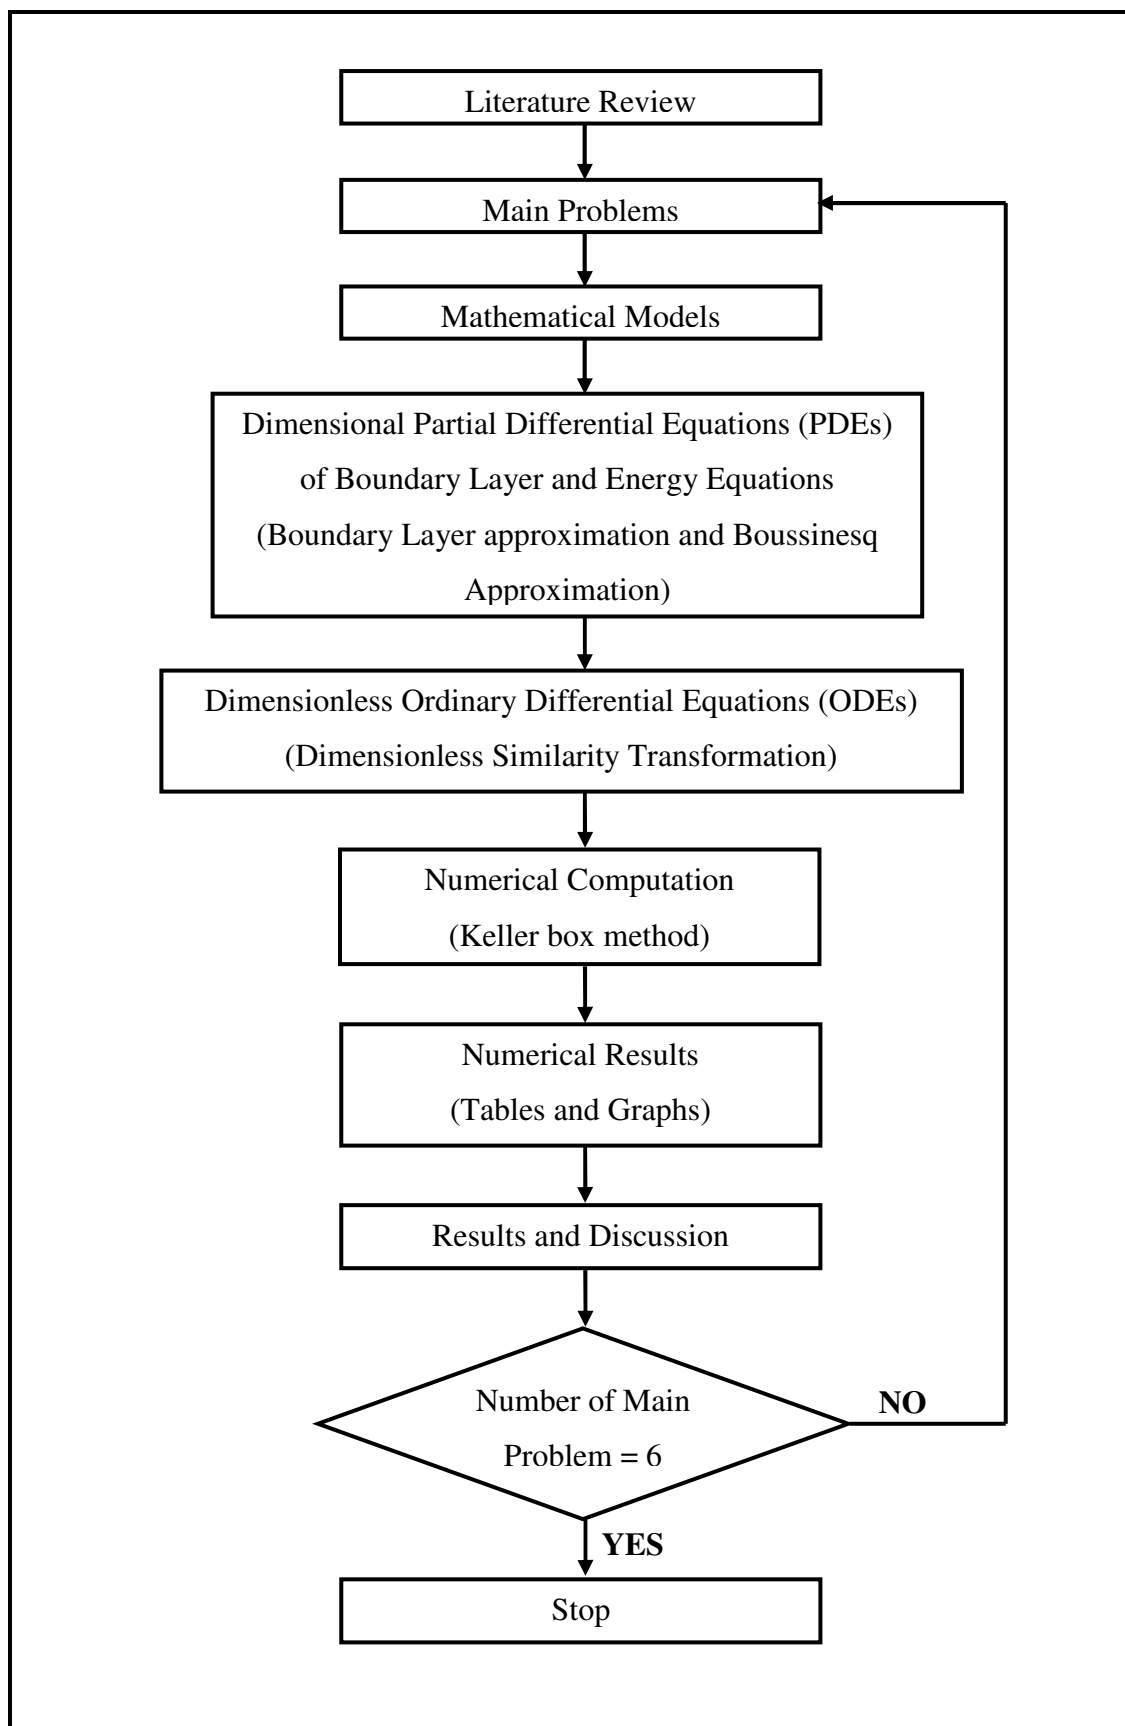 Literature Review
Main Problems
Mathematical Models
Dimensional Partial Differential Equations (PDEs)
of Boundary Layer and Energy Equations
(Boundary Layer approximation and Boussinesq
Approximation)
Dimensionless Ordinary Differential Equations (ODEs)
(Dimensionless Similarity Transformation)
Numerical Computation
(Keller box method)
Numerical Results
(Tables and Graphs)
Results and Discussion
Number of Main
Problem = 6
NO
YES
Stop